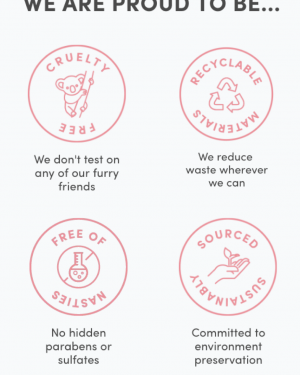 WE ARE PROUD TO BE...
CRUELTY
FREE
We don't test on
any of our furry
friends
RECYCLABLE
MATERIALS
We reduce
waste wherever
we can
FREE OF
NASTIES
No hidden
parabens or
sulfates
SOURCED
SUSTAINABLY
Committed to
environment
preservation